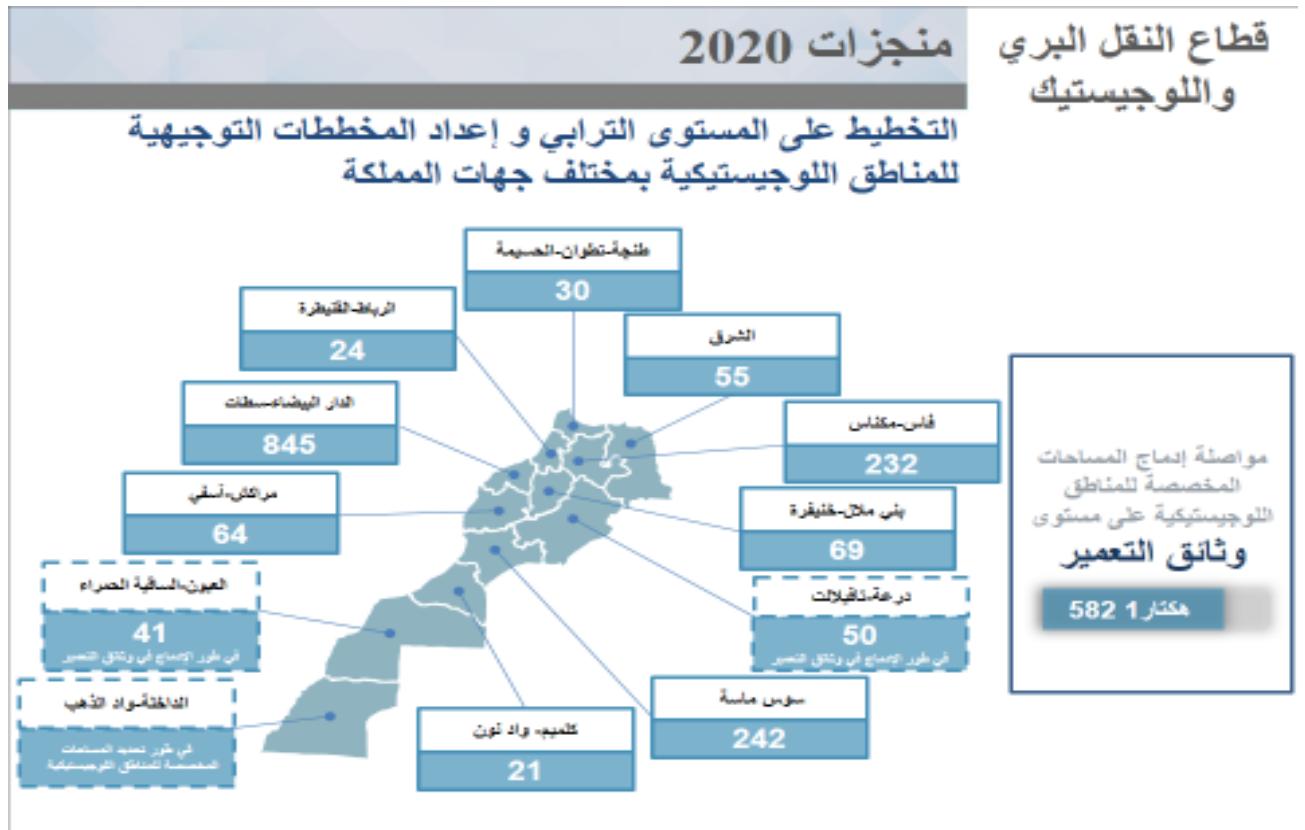 قطاع النقل البري
واللوجيستيك
منجزات 2020
التخطيط على المستوى الترابي و إعداد المخططات التوجيهية
للمناطق اللوجيستيكية بمختلف جهات المملكة
طنجة-تطوان-الحسيمة
30
الرباط-القنيطرة
24
الشرق
55
الدار البيضاء-سطات
845
فاس-مكناس
232
مراكش-أسفي
64
بني ملال-خنيفرة
69
العيون-الساقية الحمراء
41
في طور الإدماج في وثائق التعمير
درعة-تافيلالت
50
في طور الإدماج في وثائق التعمير
الداخلة-واد الذهب
في طور تحديد المساحات
المخصصة للمناطق اللوجيستيكية
سوس ماسة
242
كلميم- واد نون
21
مواصلة إدماج المساحات
المخصصة للمناطق
اللوجيستيكية على مستوى
وثائق التعمير
582 1هكتار